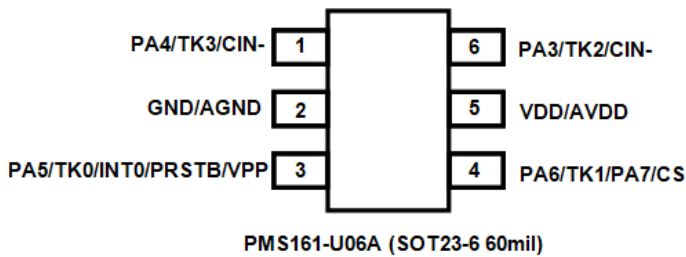 PA4/TK3/CIN- 1 6 PA3/TK2/CIN-
GND/AGND 2 5 VDD/AVDD
PA5/TK0/INT0/PRSTB/VPP 3 4 PA6/TK1/PA7/CS
PMS161-U06A (SOT23-6 60mil)